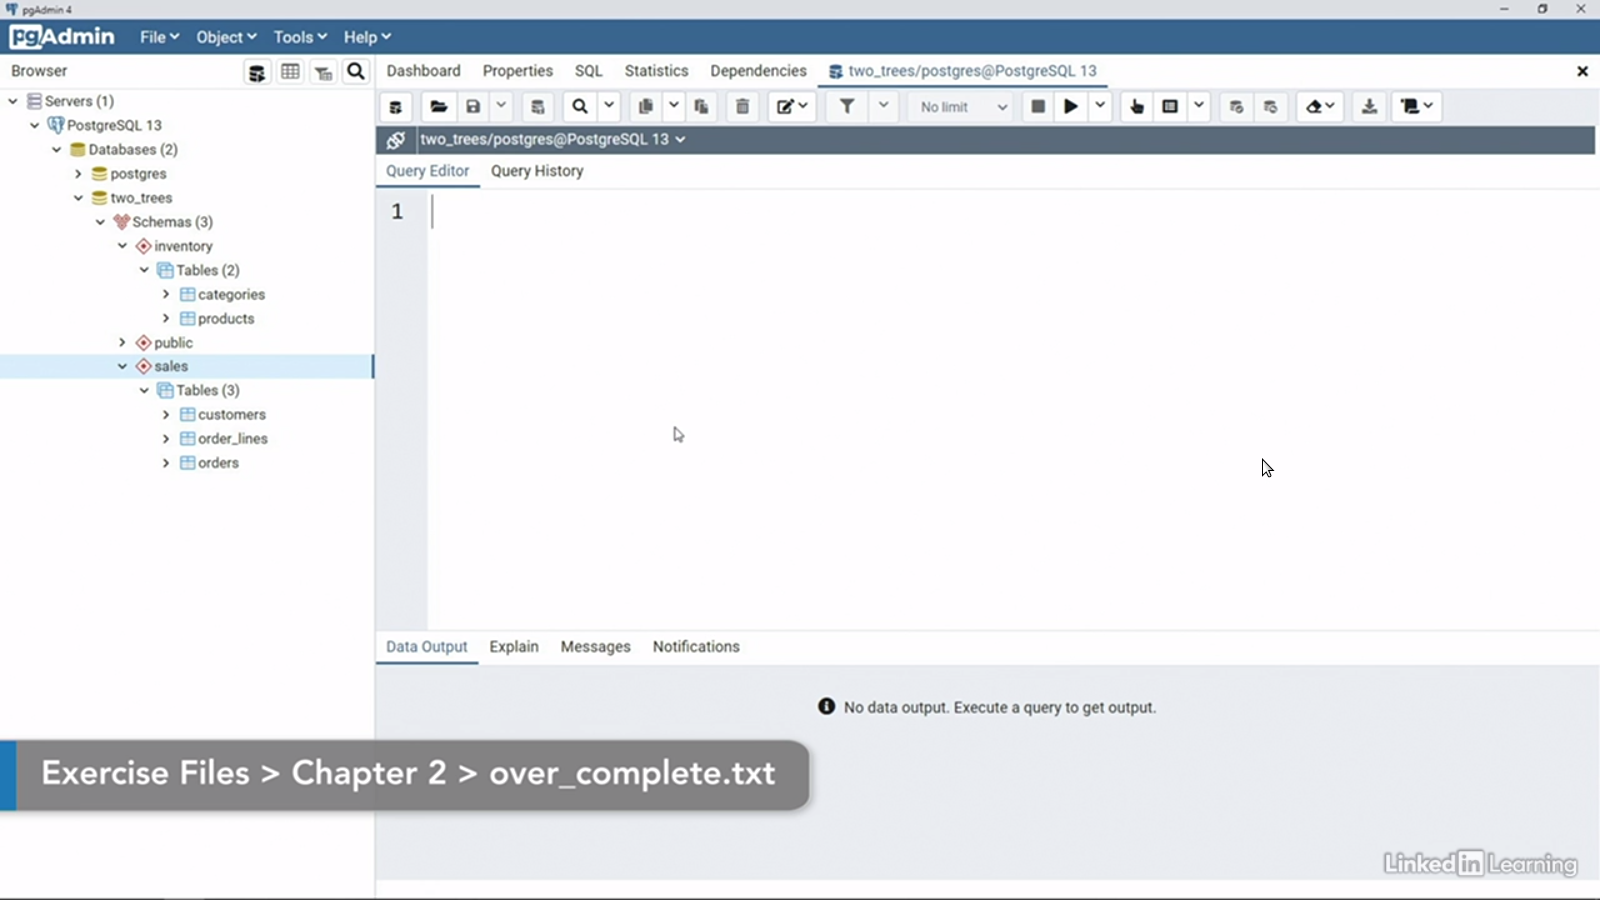 pgAdmin 4
pgAdmin File Object Tools Help
Browser
Dashboard Properties SQL Statistics Dependencies two_trees/postgres@PostgreSQL 13
Servers (1)
PostgreSQL 13
Databases (2)
postgres
two_trees
Schemas (3)
inventory
Tables (2)
categories
products
public
sales
Tables (3)
customers
order_lines
orders
No limit
two_trees/postgres@PostgreSQL 13
Query Editor Query History
1
Data Output Explain Messages Notifications
No data output. Execute a query to get output.
Exercise Files > Chapter 2 > over_complete.txt
Linked in Learning